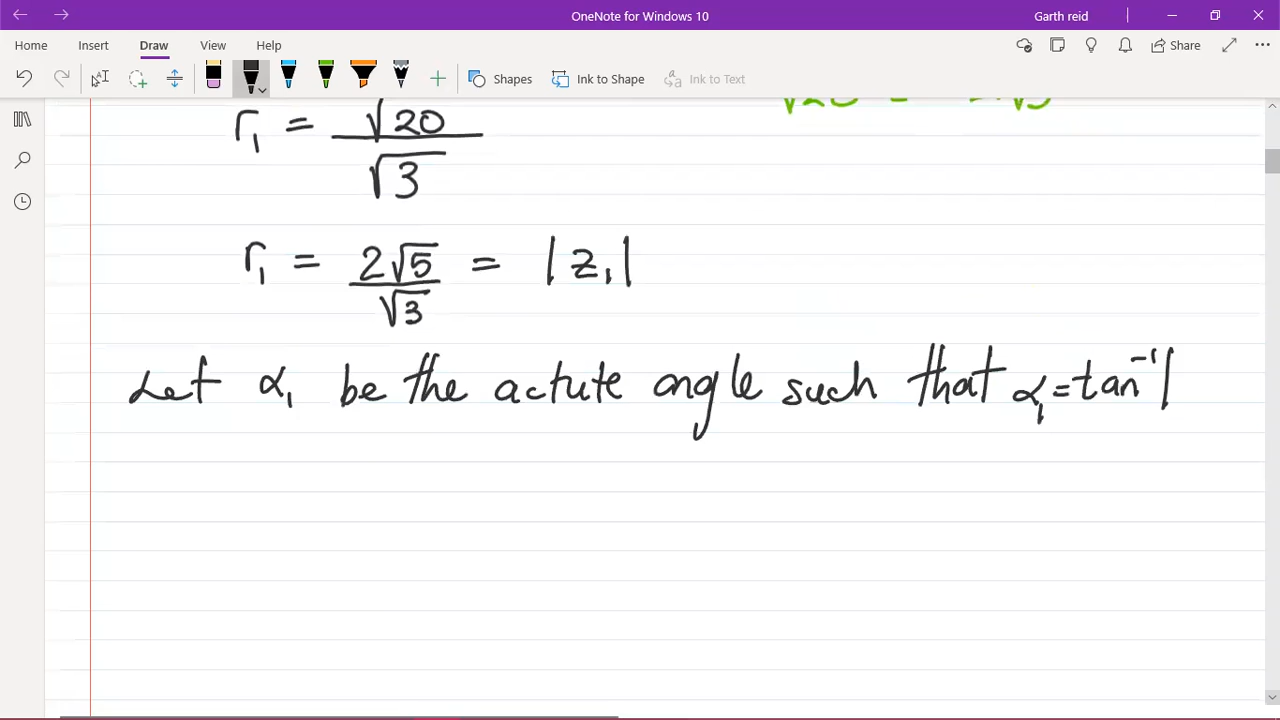 OneNote for Windows 10
Garth reid
Home Insert Draw View Help
Share
Shapes
Ink to Shape
Ink to Text
r₁ = √20 / √3
r₁ = 2√5 / √3 = |z₁|
Let α₁ be the actute angle such that α₁ = tan⁻¹|